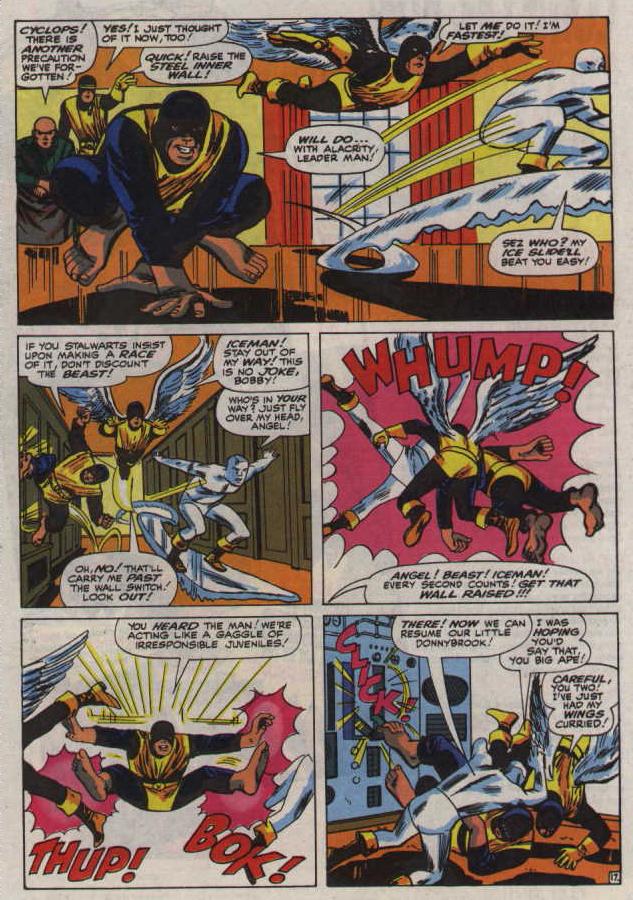 CYCLOPS!
THERE IS
ANOTHER
PRECAUTION
WE'VE FOR-
GOTTEN!
YES! I JUST THOUGHT
OF IT NOW, TOO!
QUICK! RAISE THE
STEEL INNER
WALL!
LET ME DO IT! I'M
FASTEST!
WILL DO---
WITH ALACRITY,
LEADER MAN!
SEZ WHO? MY
ICE SLIDE'LL
BEAT YOU EASY!
IF YOU STALWARTS INSIST
UPON MAKING A RACE
OF IT, DON'T DISCOUNT
THE BEAST!
ICEMAN!
STAY OUT OF
MY WAY! THIS
IS NO JOKE,
BOBBY!
WHO'S IN YOUR
WAY? JUST FLY
OVER MY HEAD,
ANGEL!
OH, NO! THAT'LL
CARRY ME PAST
THE WALL SWITCH!
LOOK OUT!
WHUMP!
ANGEL! BEAST! ICEMAN!
EVERY SECOND COUNTS! GET THAT
WALL RAISED!!!
YOU HEARD THE MAN! WE'RE
ACTING LIKE A GAGGLE OF
IRRESPONSIBLE JUVENILES!
THUP!
BOK!
CLICK!
THERE! NOW WE CAN
RESUME OUR LITTLE
DONNYBROOK!
I WAS
HOPING
YOU'D
SAY THAT,
YOU BIG APE!
CAREFUL,
YOU TWO!
I'VE JUST
HAD MY
WINGS
CURRIED!
17